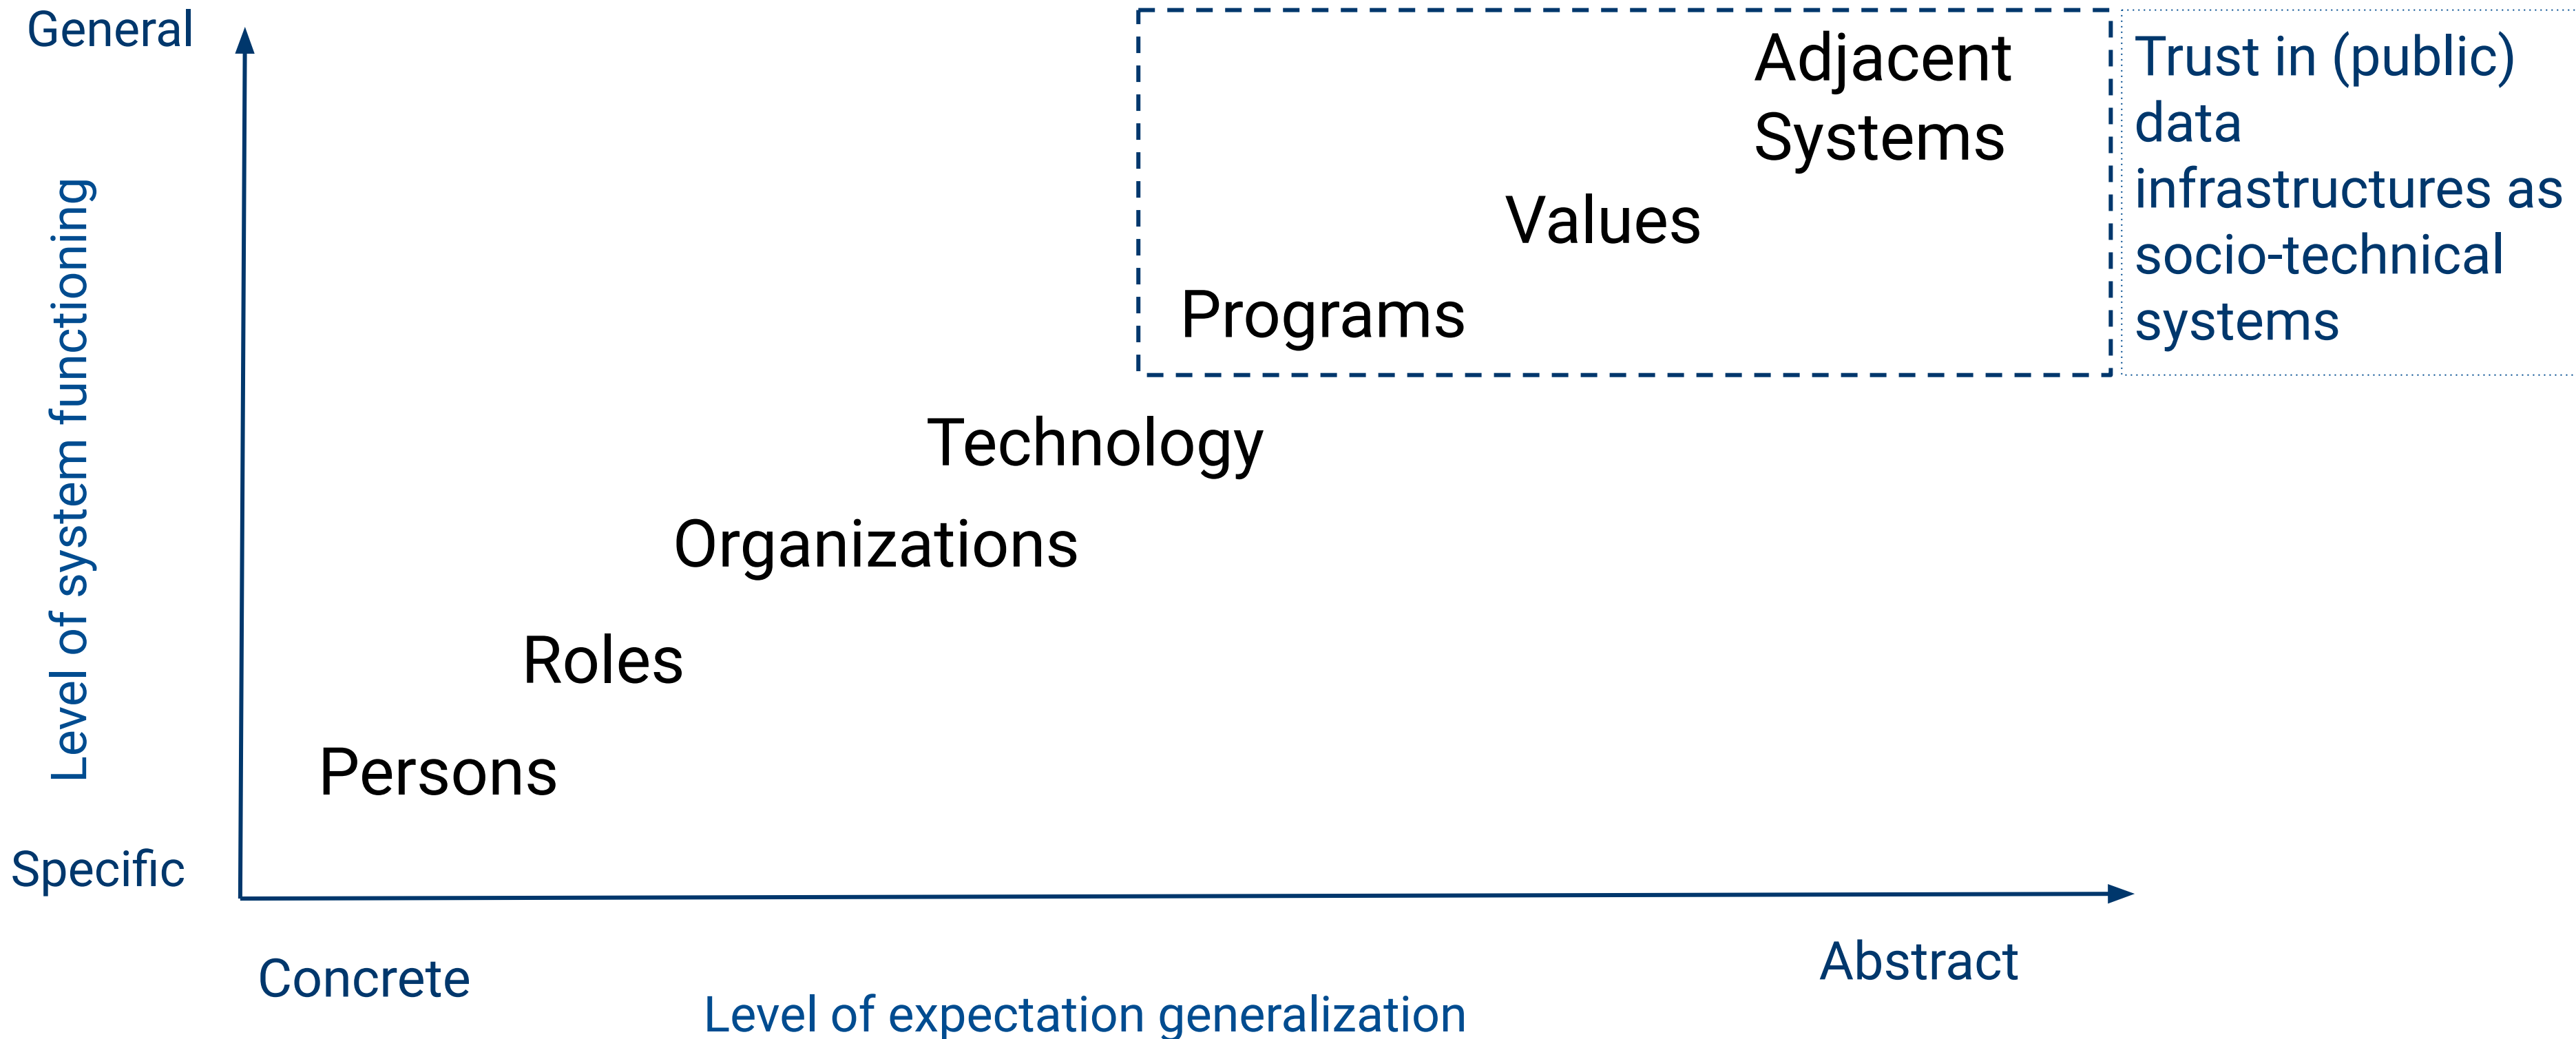 General
Adjacent
Systems
Trust in (public)
data
infrastructures as
socio-technical
systems
Values
Programs
Level of system functioning
Technology
Organizations
Roles
Persons
Specific
Concrete
Abstract
Level of expectation generalization